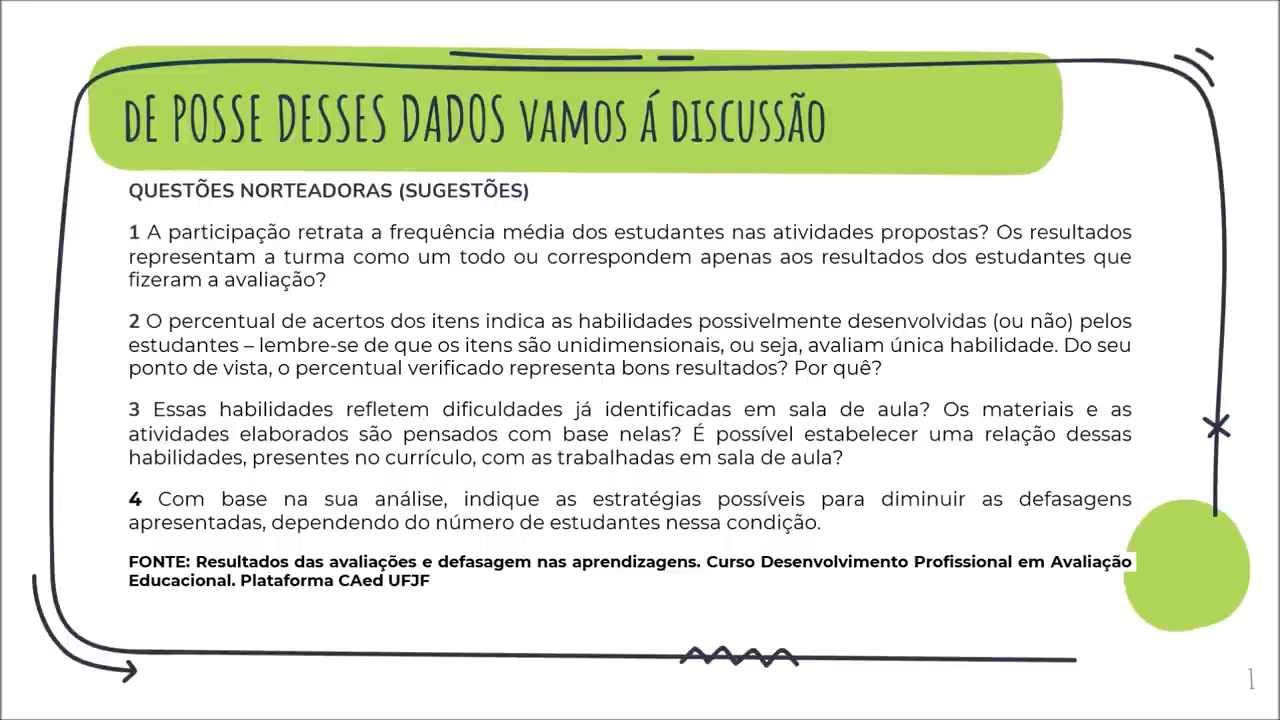 DE POSSE DESSES DADOS VAMOS Á DISCUSSÃO
QUESTÕES NORTEADORAS (SUGESTÕES)
1 A participação retrata a frequência média dos estudantes nas atividades propostas? Os resultados
representam a turma como um todo ou correspondem apenas aos resultados dos estudantes que
fizeram a avaliação?
2 O percentual de acertos dos itens indica as habilidades possivelmente desenvolvidas (ou não) pelos
estudantes – lembre-se de que os itens são unidimensionais, ou seja, avaliam única habilidade. Do seu
ponto de vista, o percentual verificado representa bons resultados? Por quê?
3 Essas habilidades refletem dificuldades já identificadas em sala de aula? Os materiais e as
atividades elaborados são pensados com base nelas? É possível estabelecer uma relação dessas
habilidades, presentes no currículo, com as trabalhadas em sala de aula?
4 Com base na sua análise, indique as estratégias possíveis para diminuir as defasagens
apresentadas, dependendo do número de estudantes nessa condição.
FONTE: Resultados das avaliações e defasagem nas aprendizagens. Curso Desenvolvimento Profissional em Avaliação
Educacional. Plataforma CAed UFJF
1